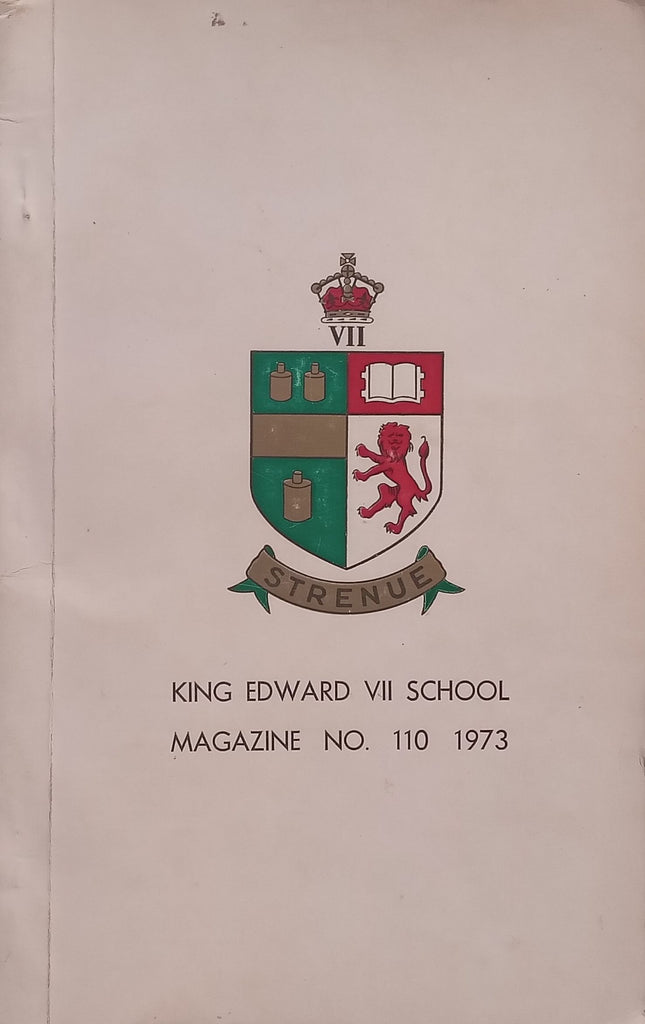 VII
STRENUE
KING EDWARD VII SCHOOL
MAGAZINE NO. 110 1973